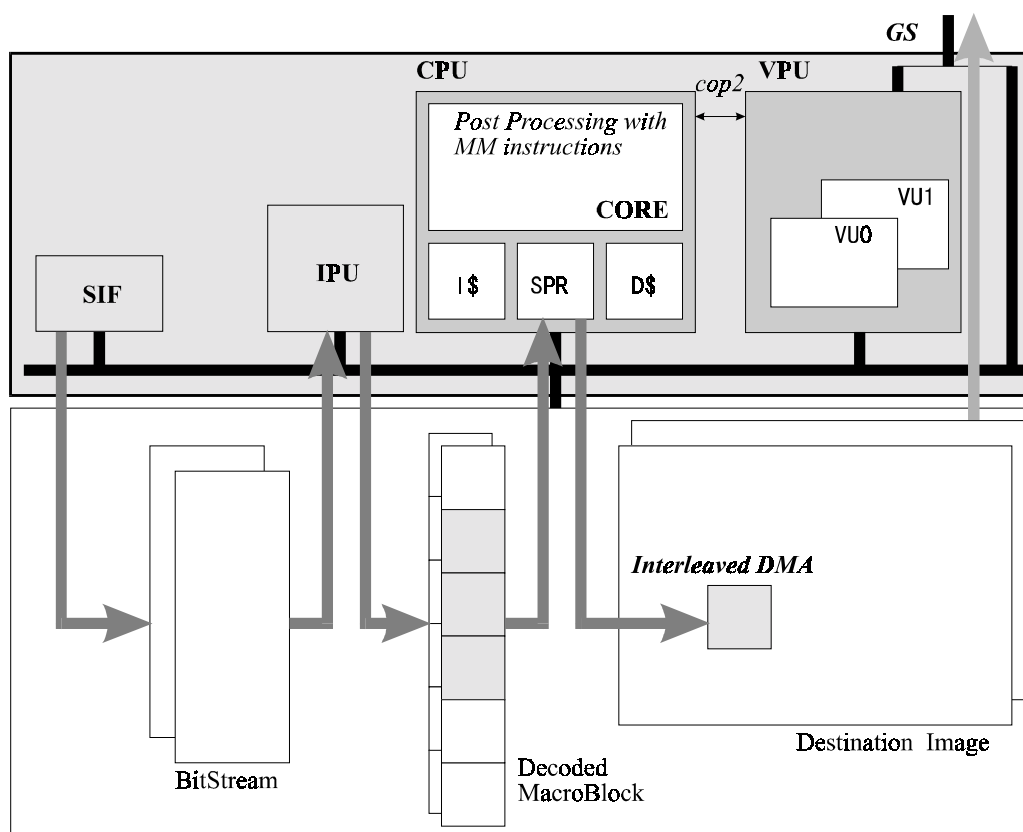 GS
CPU
cop2
VPU
Post Processing with
MM instructions
CORE
VU1
VU0
IPU
SIF
I$
SPR
D$
Interleaved DMA
Destination Image
BitStream
Decoded
MacroBlock